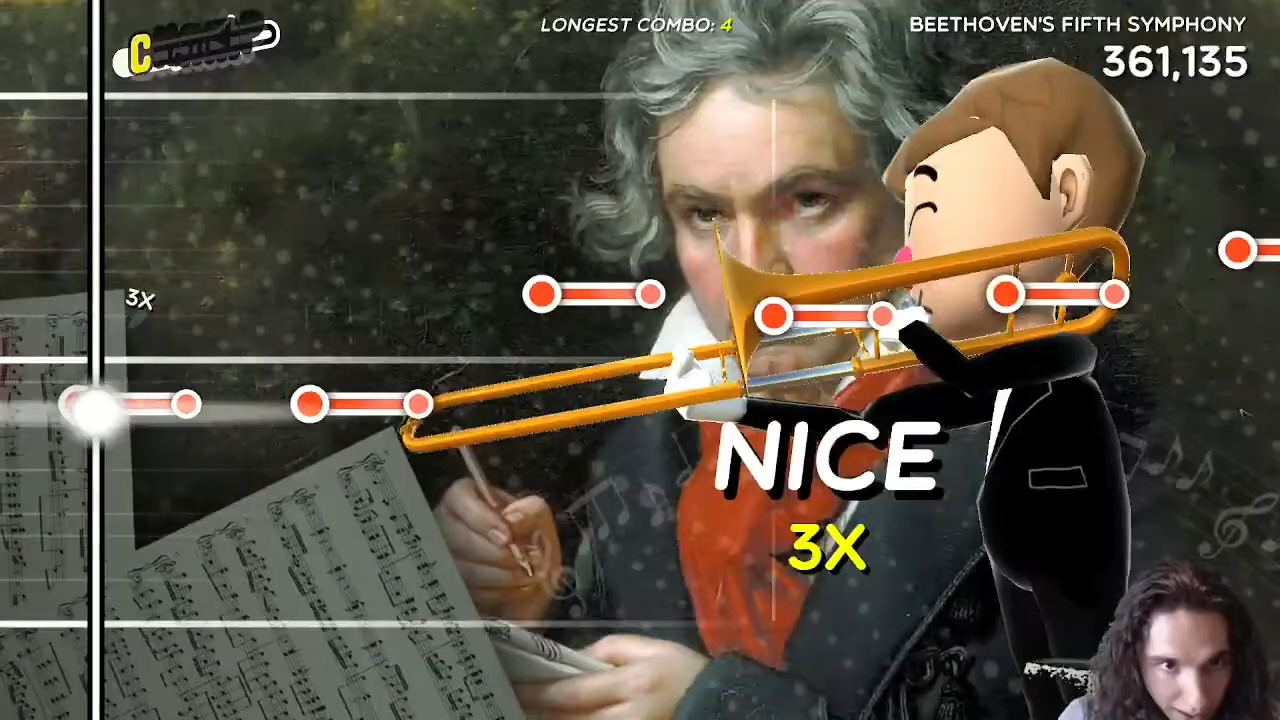 LONGEST COMBO: 4
BEETHOVEN'S FIFTH SYMPHONY
361,135
C
3X
NICE
3X